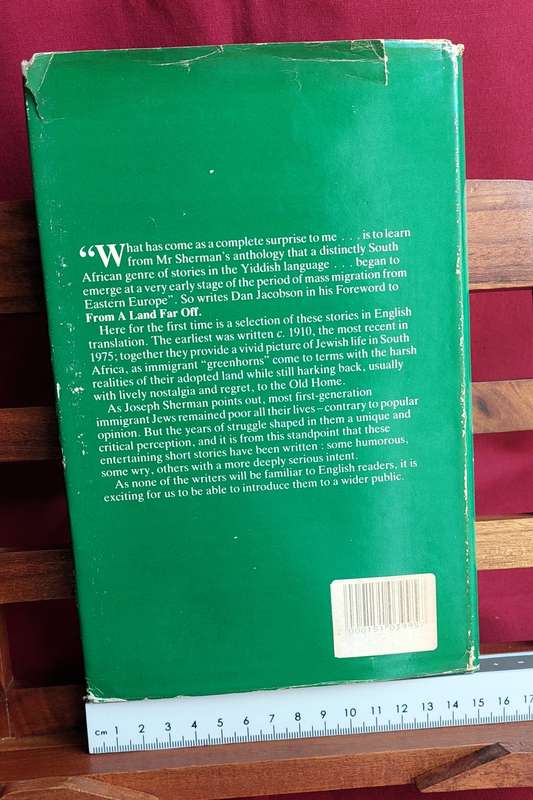 “What has come as a complete surprise to me . . . is to learn
from Mr Sherman's anthology that a distinctly South
African genre of stories in the Yiddish language . . . began to
emerge at a very early stage of the period of mass migration from
Eastern Europe”. So writes Dan Jacobson in his Foreword to
From A Land Far Off.
Here for the first time is a selection of these stories in English
translation. The earliest was written c. 1910, the most recent in
1975; together they provide a vivid picture of Jewish life in South
Africa, as immigrant “greenhorns” come to terms with the harsh
realities of their adopted land while still harking back, usually
with lively nostalgia and regret, to the Old Home.
As Joseph Sherman points out, most first-generation
immigrant Jews remained poor all their lives – contrary to popular
opinion. But the years of struggle shaped in them a unique and
critical perception, and it is from this standpoint that these
entertaining short stories have been written : some humorous,
some wry, others with a more deeply serious intent.
As none of the writers will be familiar to English readers, it is
exciting for us to be able to introduce them to a wider public.
cm 1 2 3 4 5 6 7 8 9 10 11 12 13 14 15 16 17